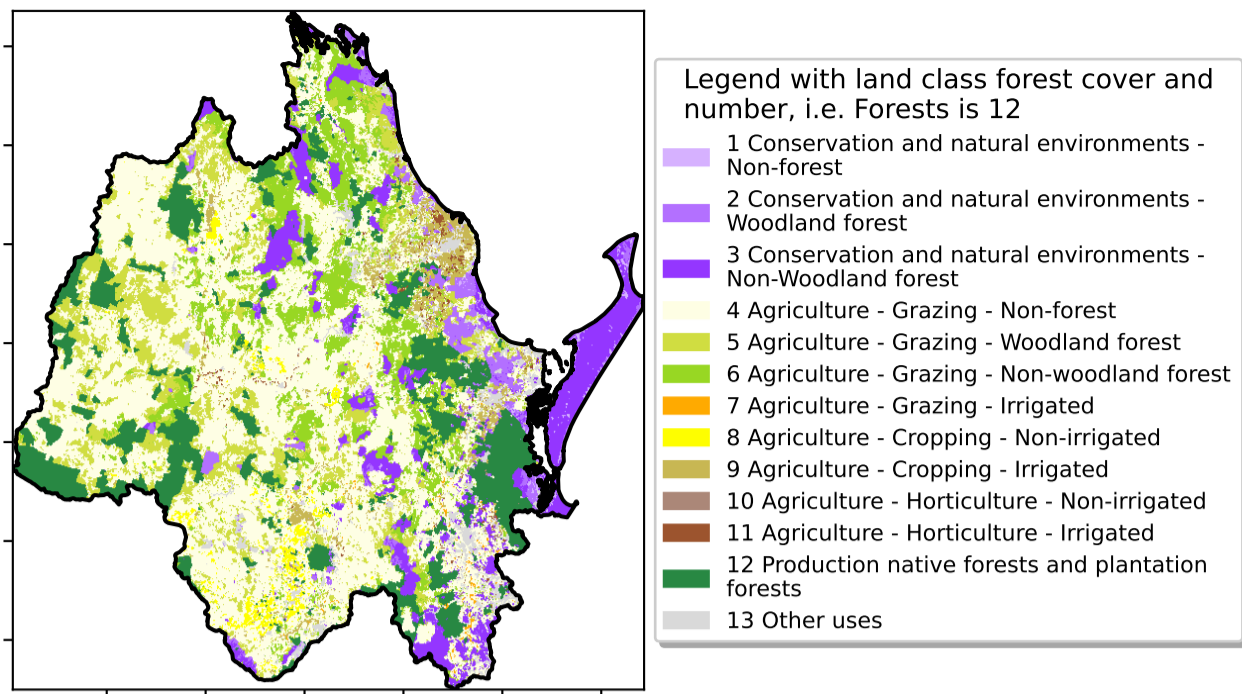 Legend with land class forest cover and
number, i.e. Forests is 12
1 Conservation and natural environments -
Non-forest
2 Conservation and natural environments -
Woodland forest
3 Conservation and natural environments -
Non-Woodland forest
4 Agriculture - Grazing - Non-forest
5 Agriculture - Grazing - Woodland forest
6 Agriculture - Grazing - Non-woodland forest
7 Agriculture - Grazing - Irrigated
8 Agriculture - Cropping - Non-irrigated
9 Agriculture - Cropping - Irrigated
10 Agriculture - Horticulture - Non-irrigated
11 Agriculture - Horticulture - Irrigated
12 Production native forests and plantation
forests
13 Other uses